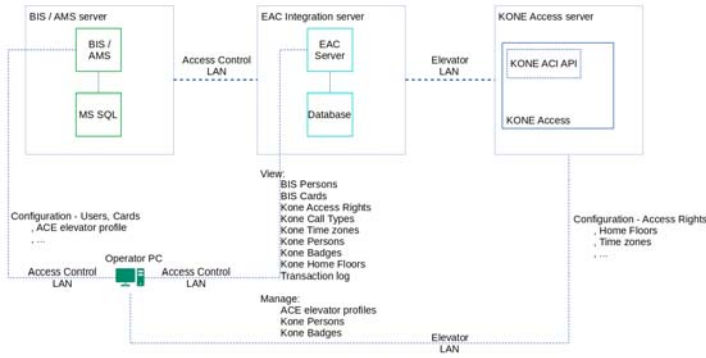 BIS / AMS server
EAC Integration server
KONE Access server
BIS /
AMS
MS SQL
Access Control
LAN
EAC
Server
Database
Elevator
LAN
KONE ACI API
KONE Access
Configuration - Users, Cards
, ACE elevator profile
, ...
Operator PC
Access Control
LAN
Access Control
LAN
View:
BIS Persons
BIS Cards
Kone Access Rights
Kone Call Types
Kone Time zones
Kone Persons
Kone Badges
Kone Home Floors
Transaction log
Manage:
ACE elevator profiles
Kone Persons
Kone Badges
Configuration - Access Rights
, Home Floors
, Time zones
, ...
Elevator
LAN